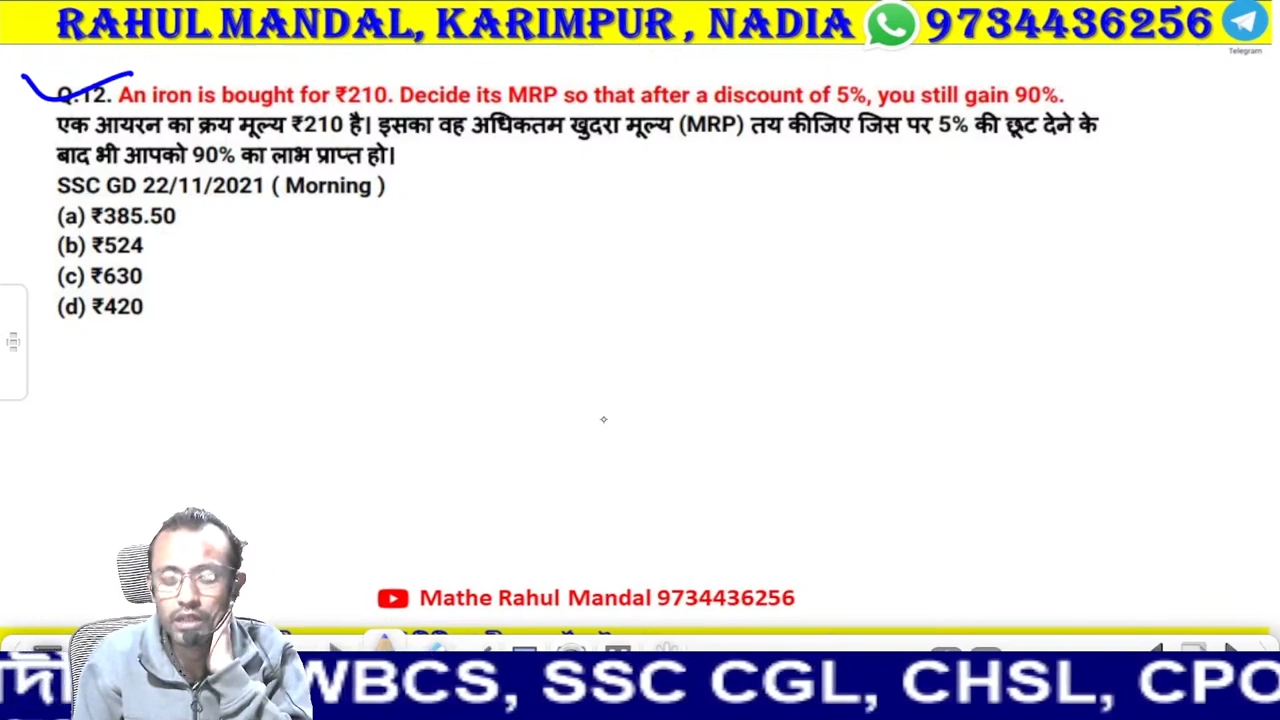 RAHUL MANDAL, KARIMPUR , NADIA 9734436256
Telegram
Q.12. An iron is bought for ₹210. Decide its MRP so that after a discount of 5%, you still gain 90%.
एक आयरन का क्रय मूल्य ₹210 है। इसका वह अधिकतम खुदरा मूल्य (MRP) तय कीजिए जिस पर 5% की छूट देने के
बाद भी आपको 90% का लाभ प्राप्त हो।
SSC GD 22/11/2021 ( Morning )
(a) ₹385.50
(b) ₹524
(c) ₹630
(d) ₹420
Mathe Rahul Mandal 9734436256
WBCS, SSC CGL, CHSL, CPO